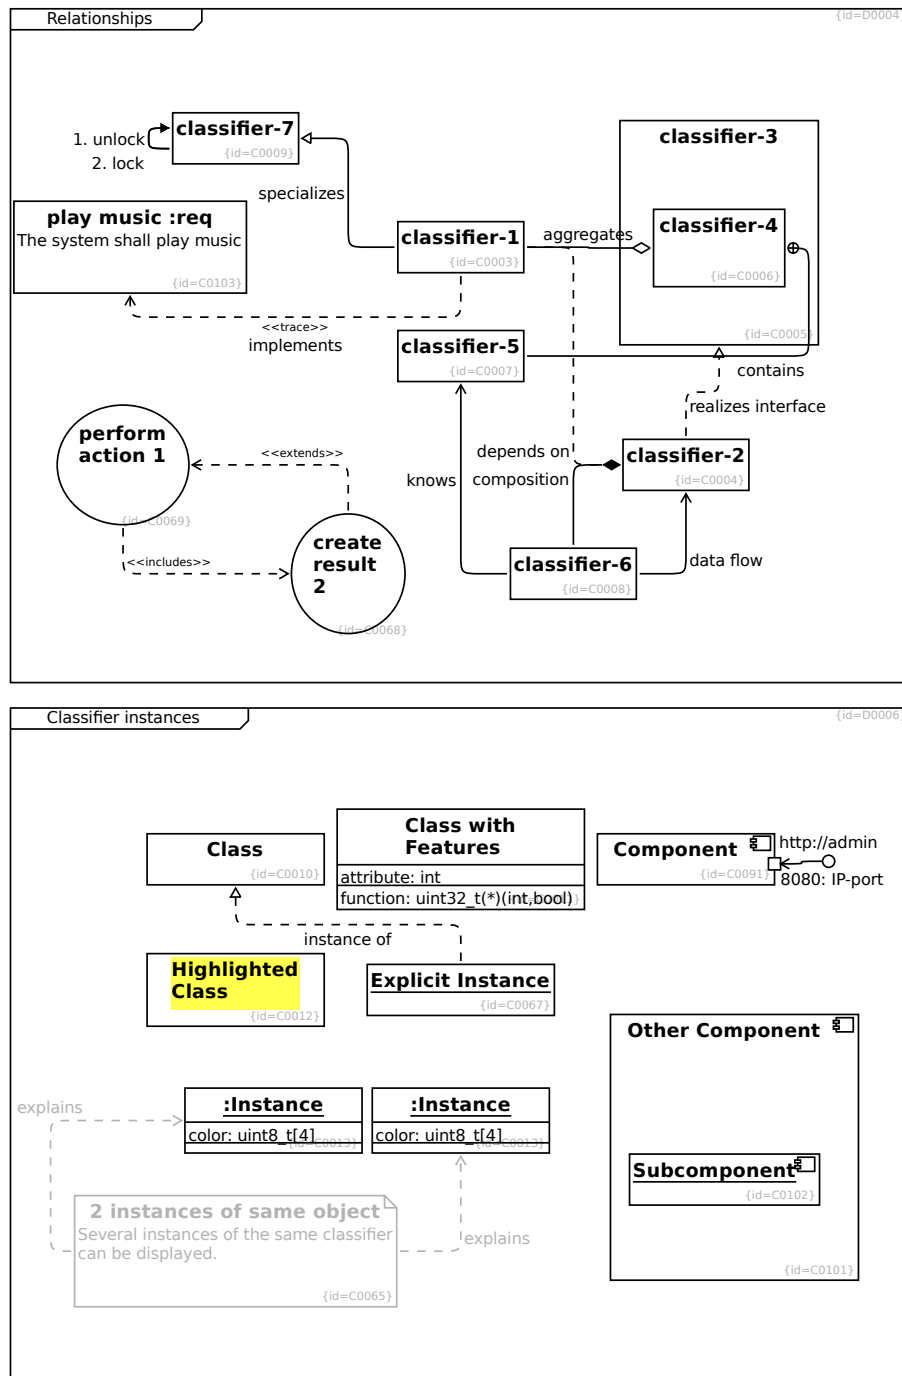 Relationships
{id=D0004}
classifier-7
{id=C0009}
1. unlock
2. lock
specializes
classifier-3
{id=C0005}
play music :req
The system shall play music
{id=C0103}
classifier-1
{id=C0003}
aggregates
classifier-4
{id=C0006}
<<trace>>
implements
classifier-5
{id=C0007}
contains
realizes interface
perform
action 1
{id=C0069}
<<extends>>
knows
depends on
composition
classifier-2
{id=C0004}
<<includes>>
create
result
2
{id=C0068}
classifier-6
{id=C0008}
data flow
Classifier instances
{id=D0006}
Class
{id=C0010}
Class with
Features
attribute: int
function: uint32_t(*)(int,bool)
Component
{id=C0091}
http://admin
8080: IP-port
instance of
Highlighted
Class
{id=C0012}
Explicit Instance
{id=C0067}
Other Component
{id=C0101}
explains
:Instance
color: uint8_t[4]
{id=C0013}
:Instance
color: uint8_t[4]
{id=C0013}
Subcomponent
{id=C0102}
2 instances of same object
Several instances of the same classifier
can be displayed.
{id=C0065}
explains